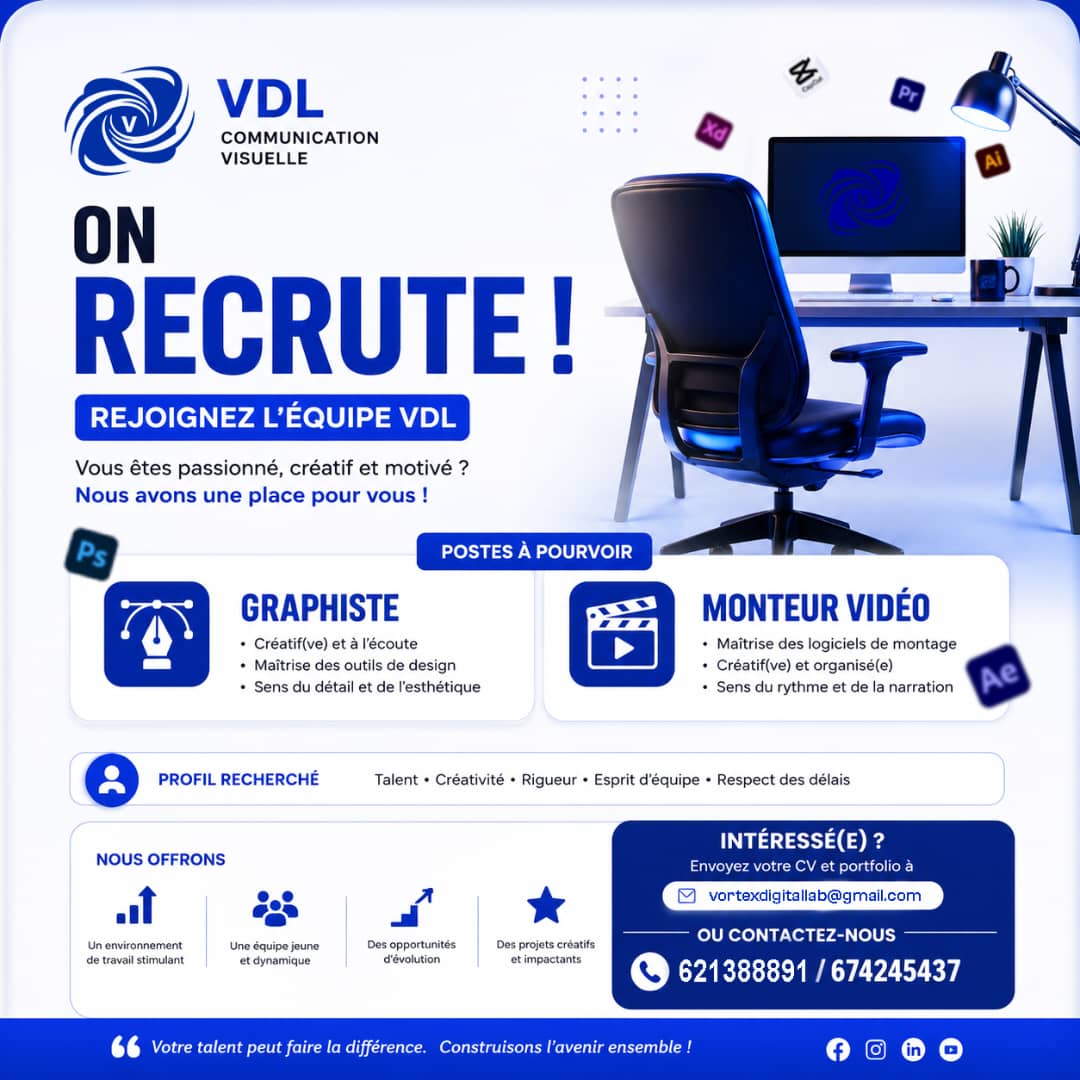 V
VDL
COMMUNICATION
VISUELLE
CapCut
Pr
Xd
Ai
ON
RECRUTE !
REJOIGNEZ L'ÉQUIPE VDL
Vous êtes passionné, créatif et motivé ?
Nous avons une place pour vous !
Ps
POSTES À POURVOIR
GRAPHISTE
• Créatif(ve) et à l'écoute
• Maîtrise des outils de design
• Sens du détail et de l'esthétique
MONTEUR VIDÉO
• Maîtrise des logiciels de montage
• Créatif(ve) et organisé(e)
• Sens du rythme et de la narration
Ae
PROFIL RECHERCHÉ
Talent • Créativité • Rigueur • Esprit d'équipe • Respect des délais
NOUS OFFRONS
Un environnement
de travail stimulant
Une équipe jeune
et dynamique
Des opportunités
d'évolution
Des projets créatifs
et impactants
INTÉRESSÉ(E) ?
Envoyez votre CV et portfolio à
vortexdigitallab@gmail.com
OU CONTACTEZ-NOUS
621388891 / 674245437
“ Votre talent peut faire la différence. Construisons l'avenir ensemble !